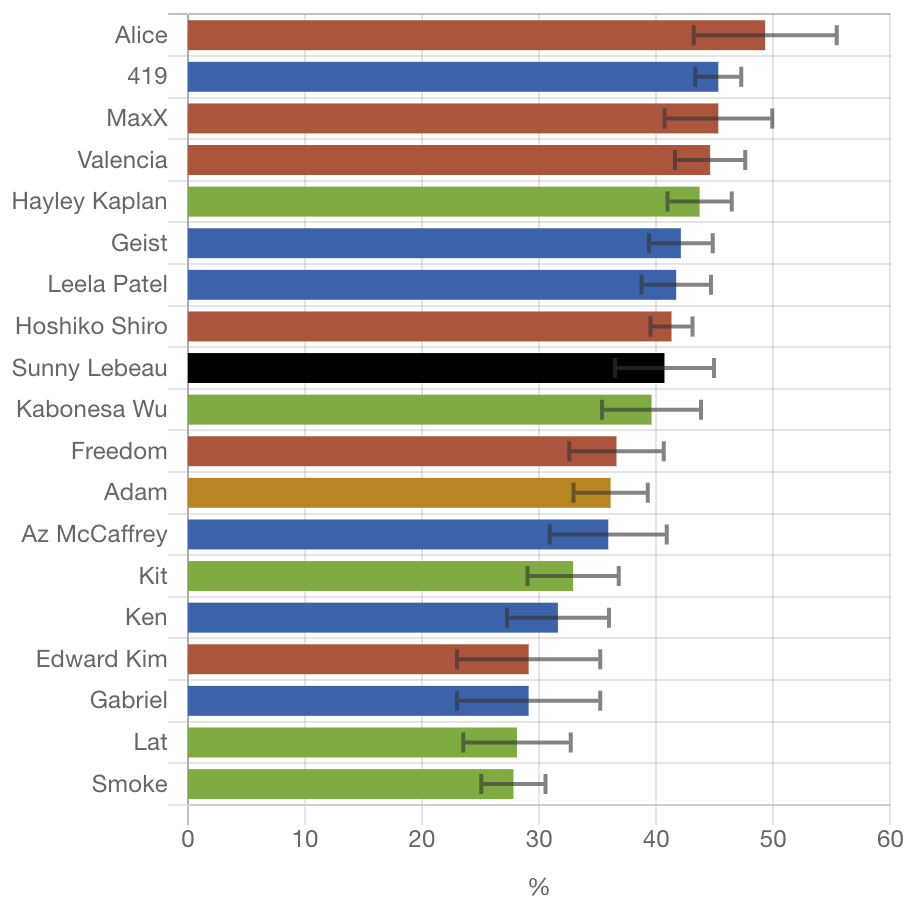 Alice
419
MaxX
Valencia
Hayley Kaplan
Geist
Leela Patel
Hoshiko Shiro
Sunny Lebeau
Kabonesa Wu
Freedom
Adam
Az McCaffrey
Kit
Ken
Edward Kim
Gabriel
Lat
Smoke
0 10 20 30 40 50 60
%